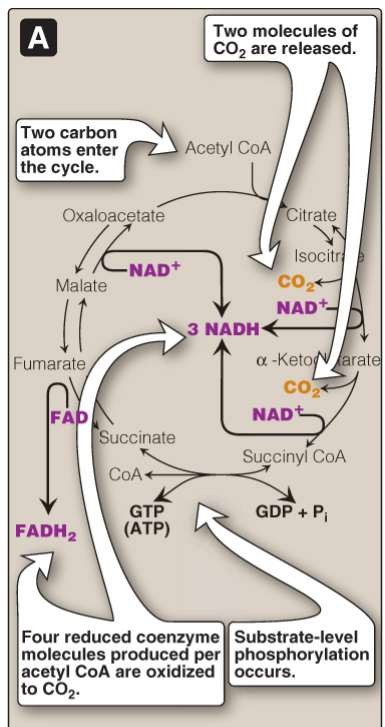 A
Two molecules of
CO₂ are released.
Two carbon
atoms enter
the cycle.
Acetyl CoA
Oxaloacetate
Citrate
Isocitrate
NAD⁺
CO₂
Malate
NAD⁺
3 NADH
Fumarate
CO₂
FAD
NAD⁺
Succinate
Succinyl CoA
CoA
GTP
(ATP)
GDP + Pᵢ
FADH₂
Four reduced coenzyme
molecules produced per
acetyl CoA are oxidized
to CO₂.
Substrate-level
phosphorylation
occurs.